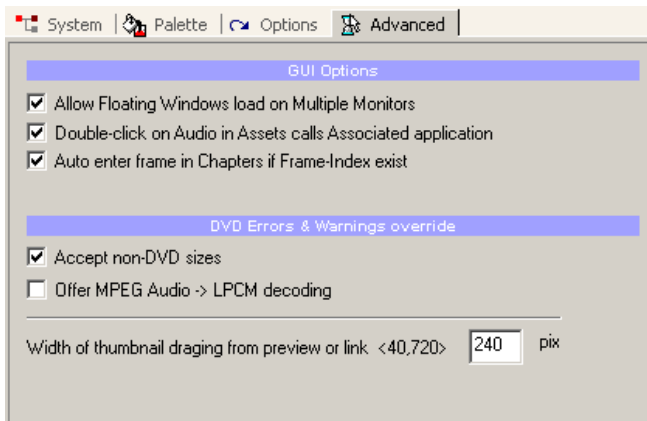 System Palette Options Advanced
GUI Options
Allow Floating Windows load on Multiple Monitors
Double-click on Audio in Assets calls Associated application
Auto enter frame in Chapters if Frame-Index exist
DVD Errors & Warnings override
Accept non-DVD sizes
Offer MPEG Audio -> LPCM decoding
Width of thumbnail draging from preview or link <40,720> 240 pix